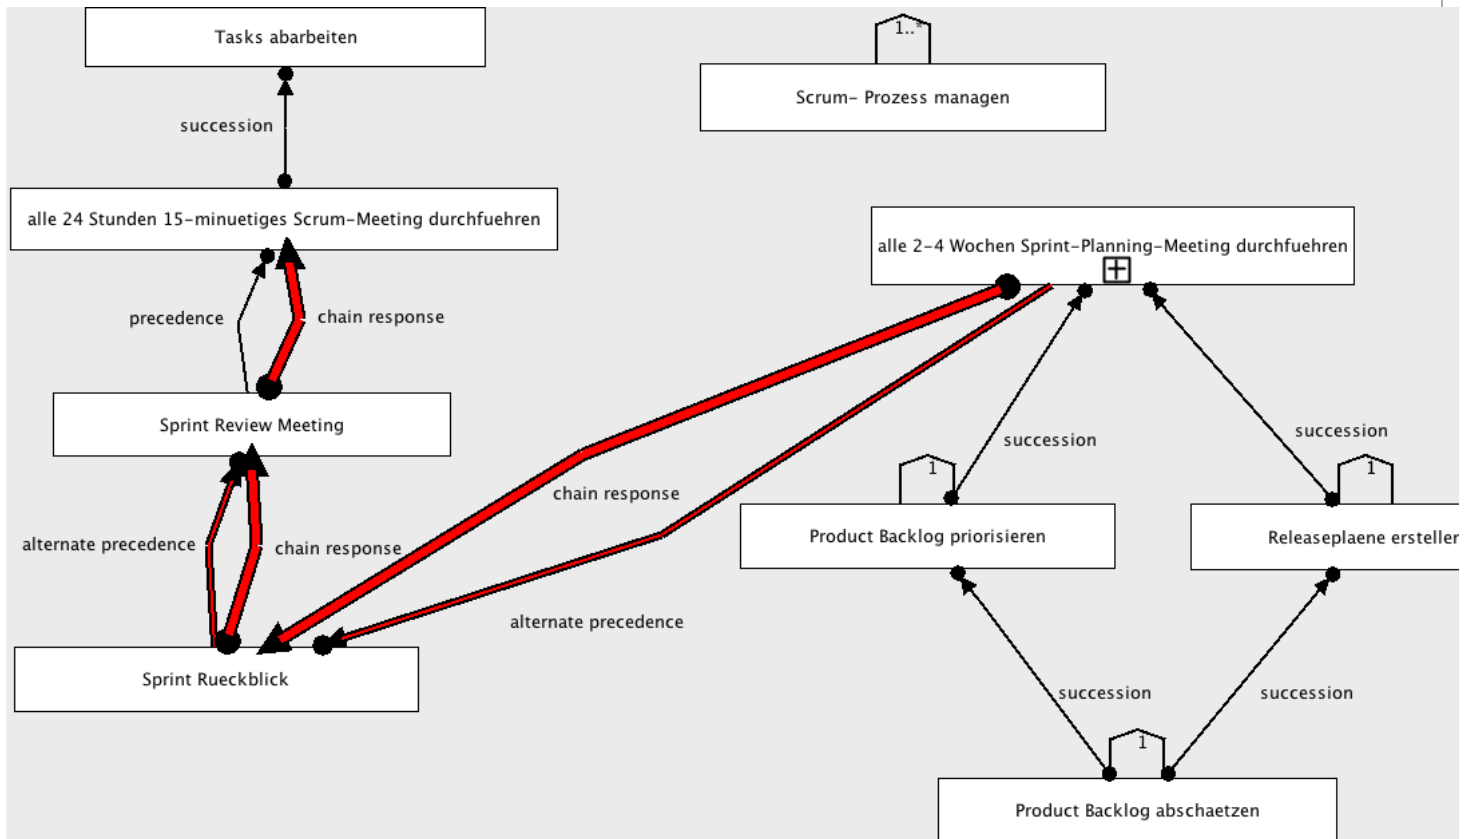 Tasks abarbeiten
1..*
Scrum- Prozess managen
succession
alle 24 Stunden 15-minuetiges Scrum-Meeting durchfuehren
alle 2-4 Wochen Sprint-Planning-Meeting durchfuehren
precedence
chain response
Sprint Review Meeting
succession
succession
1
1
chain response
Product Backlog priorisieren
Releaseplaene erstellen
alternate precedence
chain response
alternate precedence
Sprint Rueckblick
succession
succession
1
Product Backlog abschaetzen